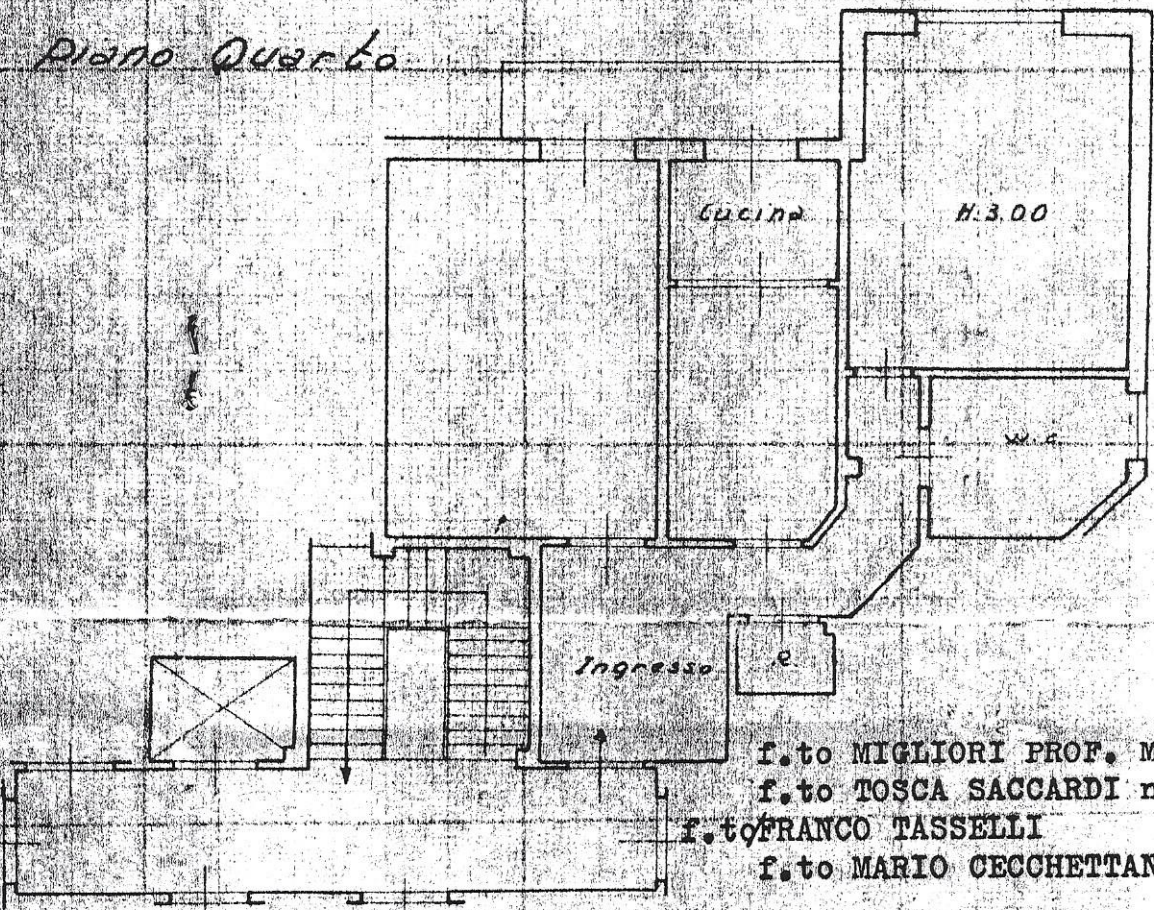 Piano Quarto
Cucina
H. 3.00
w.c
Ingresso
R
f.to MIGLIORI PROF. M
f.to TOSCA SACCARDI n
f.to FRANCO TASSELLI
f.to MARIO CECCHETTAN